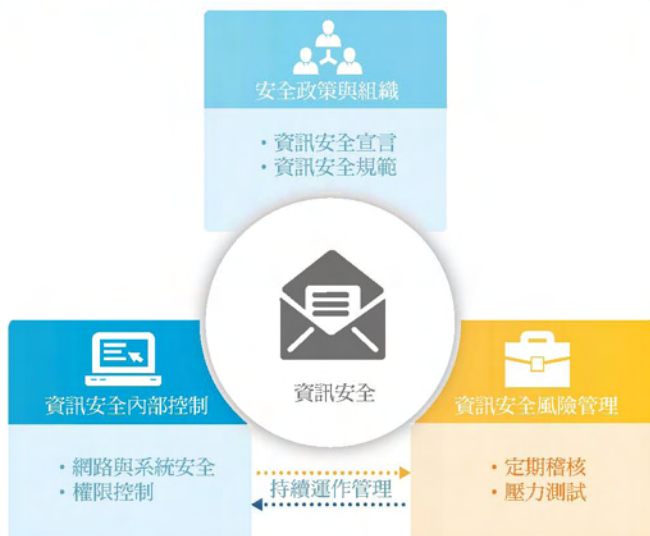 安全政策與組織
・資訊安全宣言
・資訊安全規範
資訊安全
資訊安全內部控制
・網路與系統安全
・權限控制
持續運作管理
資訊安全風險管理
・定期稽核
・壓力測試